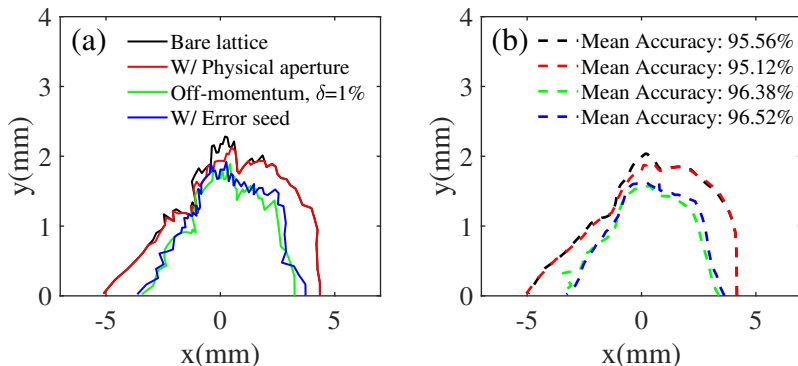 (a)
Bare lattice
W/ Physical aperture
Off-momentum, δ=1%
W/ Error seed
4
3
2
1
0
y(mm)
-5 0 5
x(mm)
(b)
Mean Accuracy: 95.56%
Mean Accuracy: 95.12%
Mean Accuracy: 96.38%
Mean Accuracy: 96.52%
4
3
2
1
0
y(mm)
-5 0 5
x(mm)